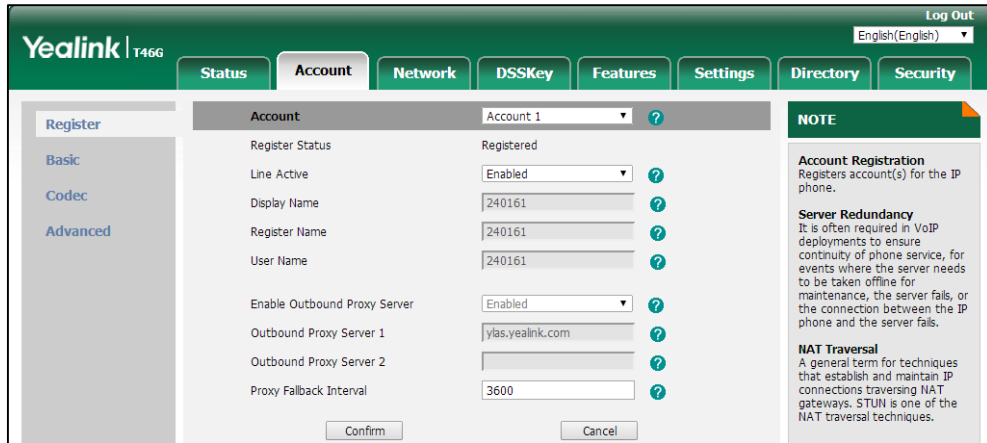 Log Out
Yealink | T46G
English(English)
Status Account Network DSSKey Features Settings Directory Security
Register
Basic
Codec
Advanced
Account Account 1
Register Status Registered
Line Active Enabled
Display Name 240161
Register Name 240161
User Name 240161
Enable Outbound Proxy Server Enabled
Outbound Proxy Server 1 ylas.yealink.com
Outbound Proxy Server 2
Proxy Fallback Interval 3600
Confirm Cancel
NOTE
Account Registration
Registers account(s) for the IP
phone.
Server Redundancy
It is often required in VoIP
deployments to ensure
continuity of phone service, for
events where the server needs
to be taken offline for
maintenance, the server fails, or
the connection between the IP
phone and the server fails.
NAT Traversal
A general term for techniques
that establish and maintain IP
connections traversing NAT
gateways. STUN is one of the
NAT traversal techniques.